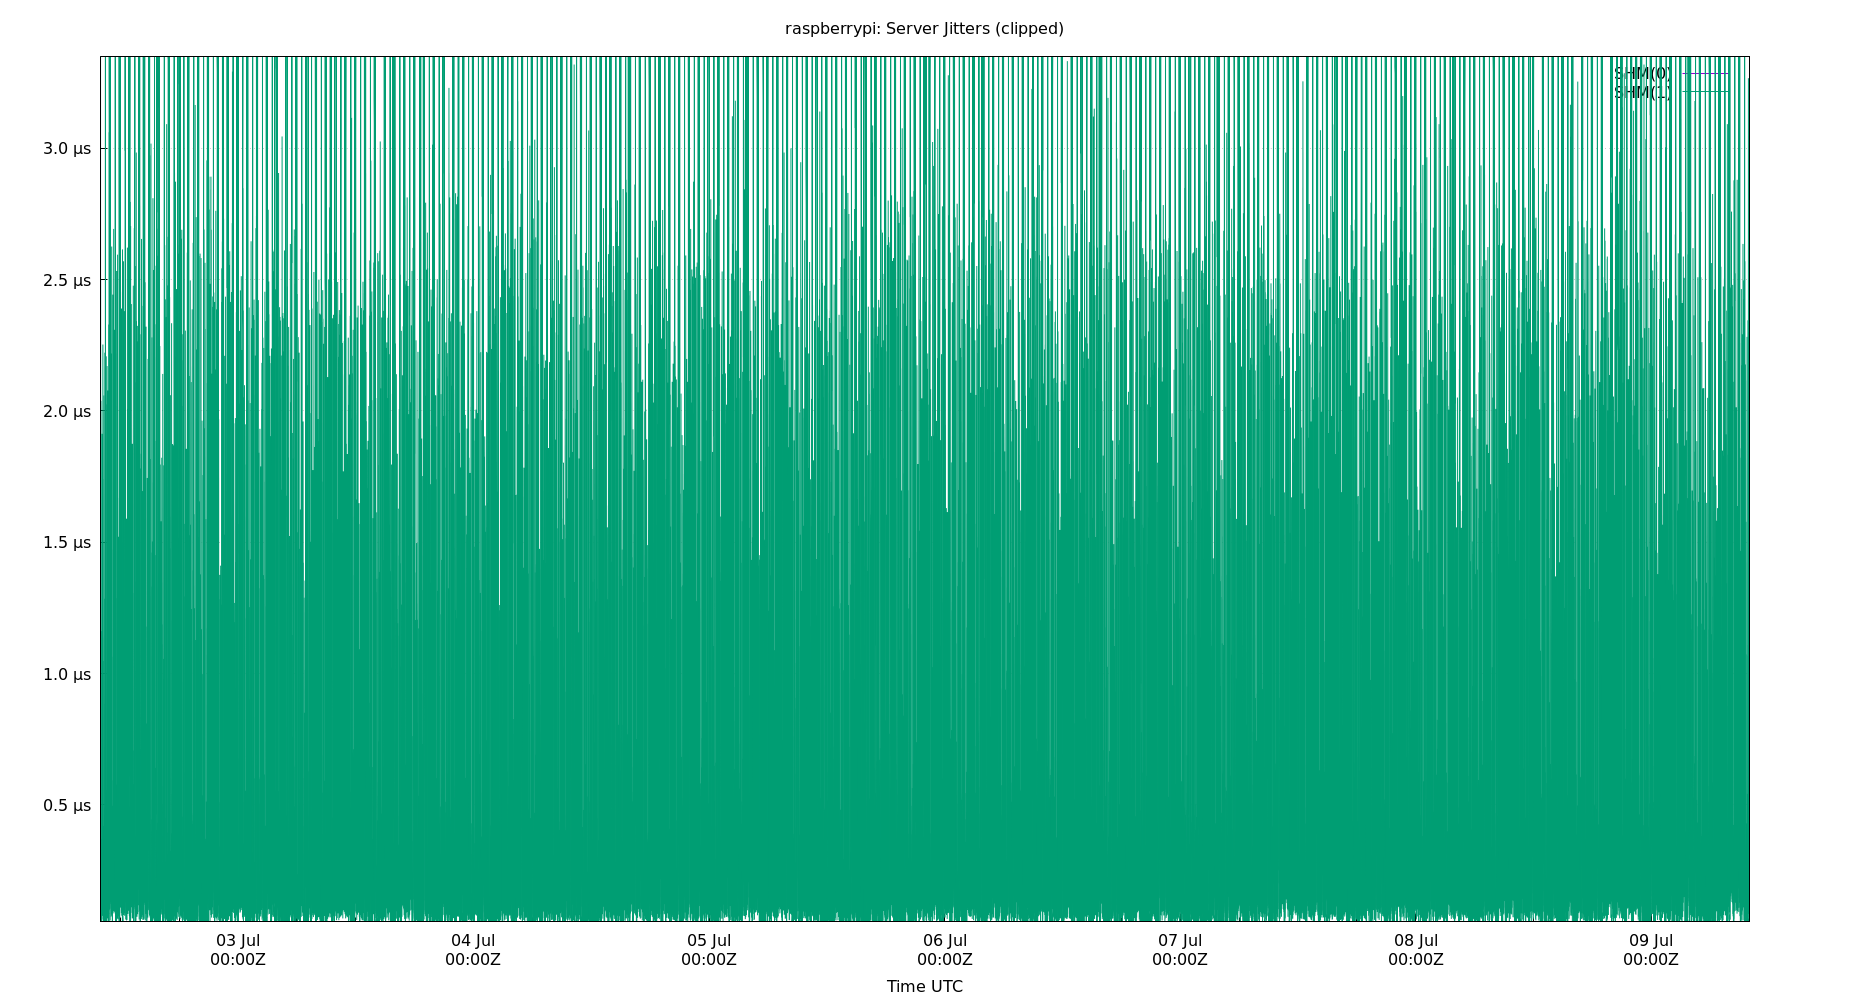 raspberrypi: Server Jitters (clipped)
SHM(0)
SHM(1)
3.0 µs
2.5 µs
2.0 µs
1.5 µs
1.0 µs
0.5 µs
03 Jul 04 Jul 05 Jul 06 Jul 07 Jul 08 Jul 09 Jul
00:00Z 00:00Z 00:00Z 00:00Z 00:00Z 00:00Z 00:00Z
Time UTC